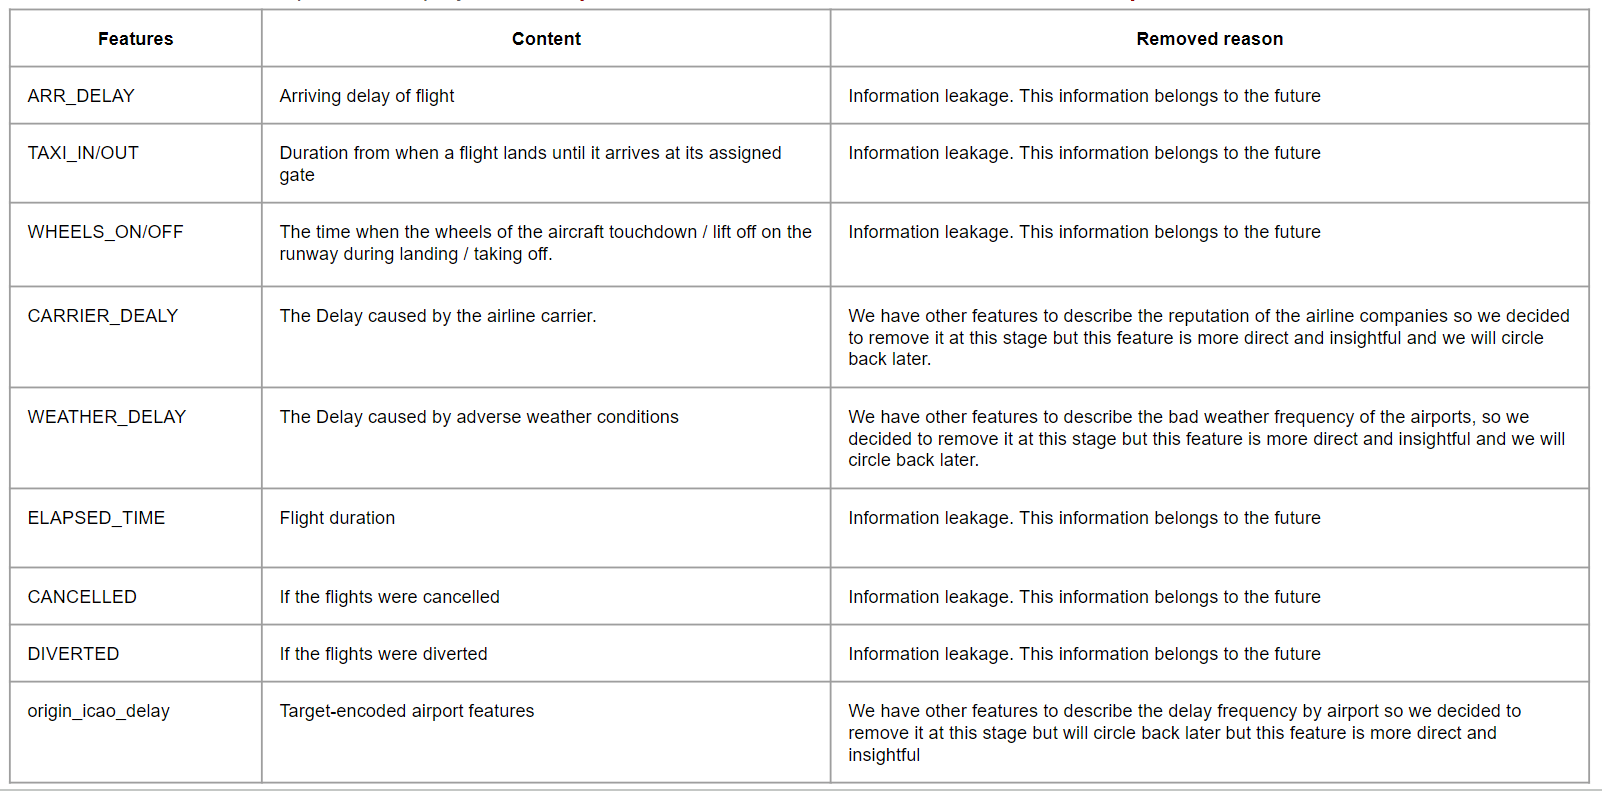 Features Content Removed reason
ARR_DELAY Arriving delay of flight Information leakage. This information belongs to the future
TAXI_IN/OUT Duration from when a flight lands until it arrives at its assigned Information leakage. This information belongs to the future
gate
WHEELS_ON/OFF The time when the wheels of the aircraft touchdown / lift off on the Information leakage. This information belongs to the future
runway during landing / taking off.
CARRIER_DEALY The Delay caused by the airline carrier. We have other features to describe the reputation of the airline companies so we decided
to remove it at this stage but this feature is more direct and insightful and we will circle
back later.
WEATHER_DELAY The Delay caused by adverse weather conditions We have other features to describe the bad weather frequency of the airports, so we
decided to remove it at this stage but this feature is more direct and insightful and we will
circle back later.
ELAPSED_TIME Flight duration Information leakage. This information belongs to the future
CANCELLED If the flights were cancelled Information leakage. This information belongs to the future
DIVERTED If the flights were diverted Information leakage. This information belongs to the future
origin_icao_delay Target-encoded airport features We have other features to describe the delay frequency by airport so we decided to
remove it at this stage but will circle back later but this feature is more direct and
insightful